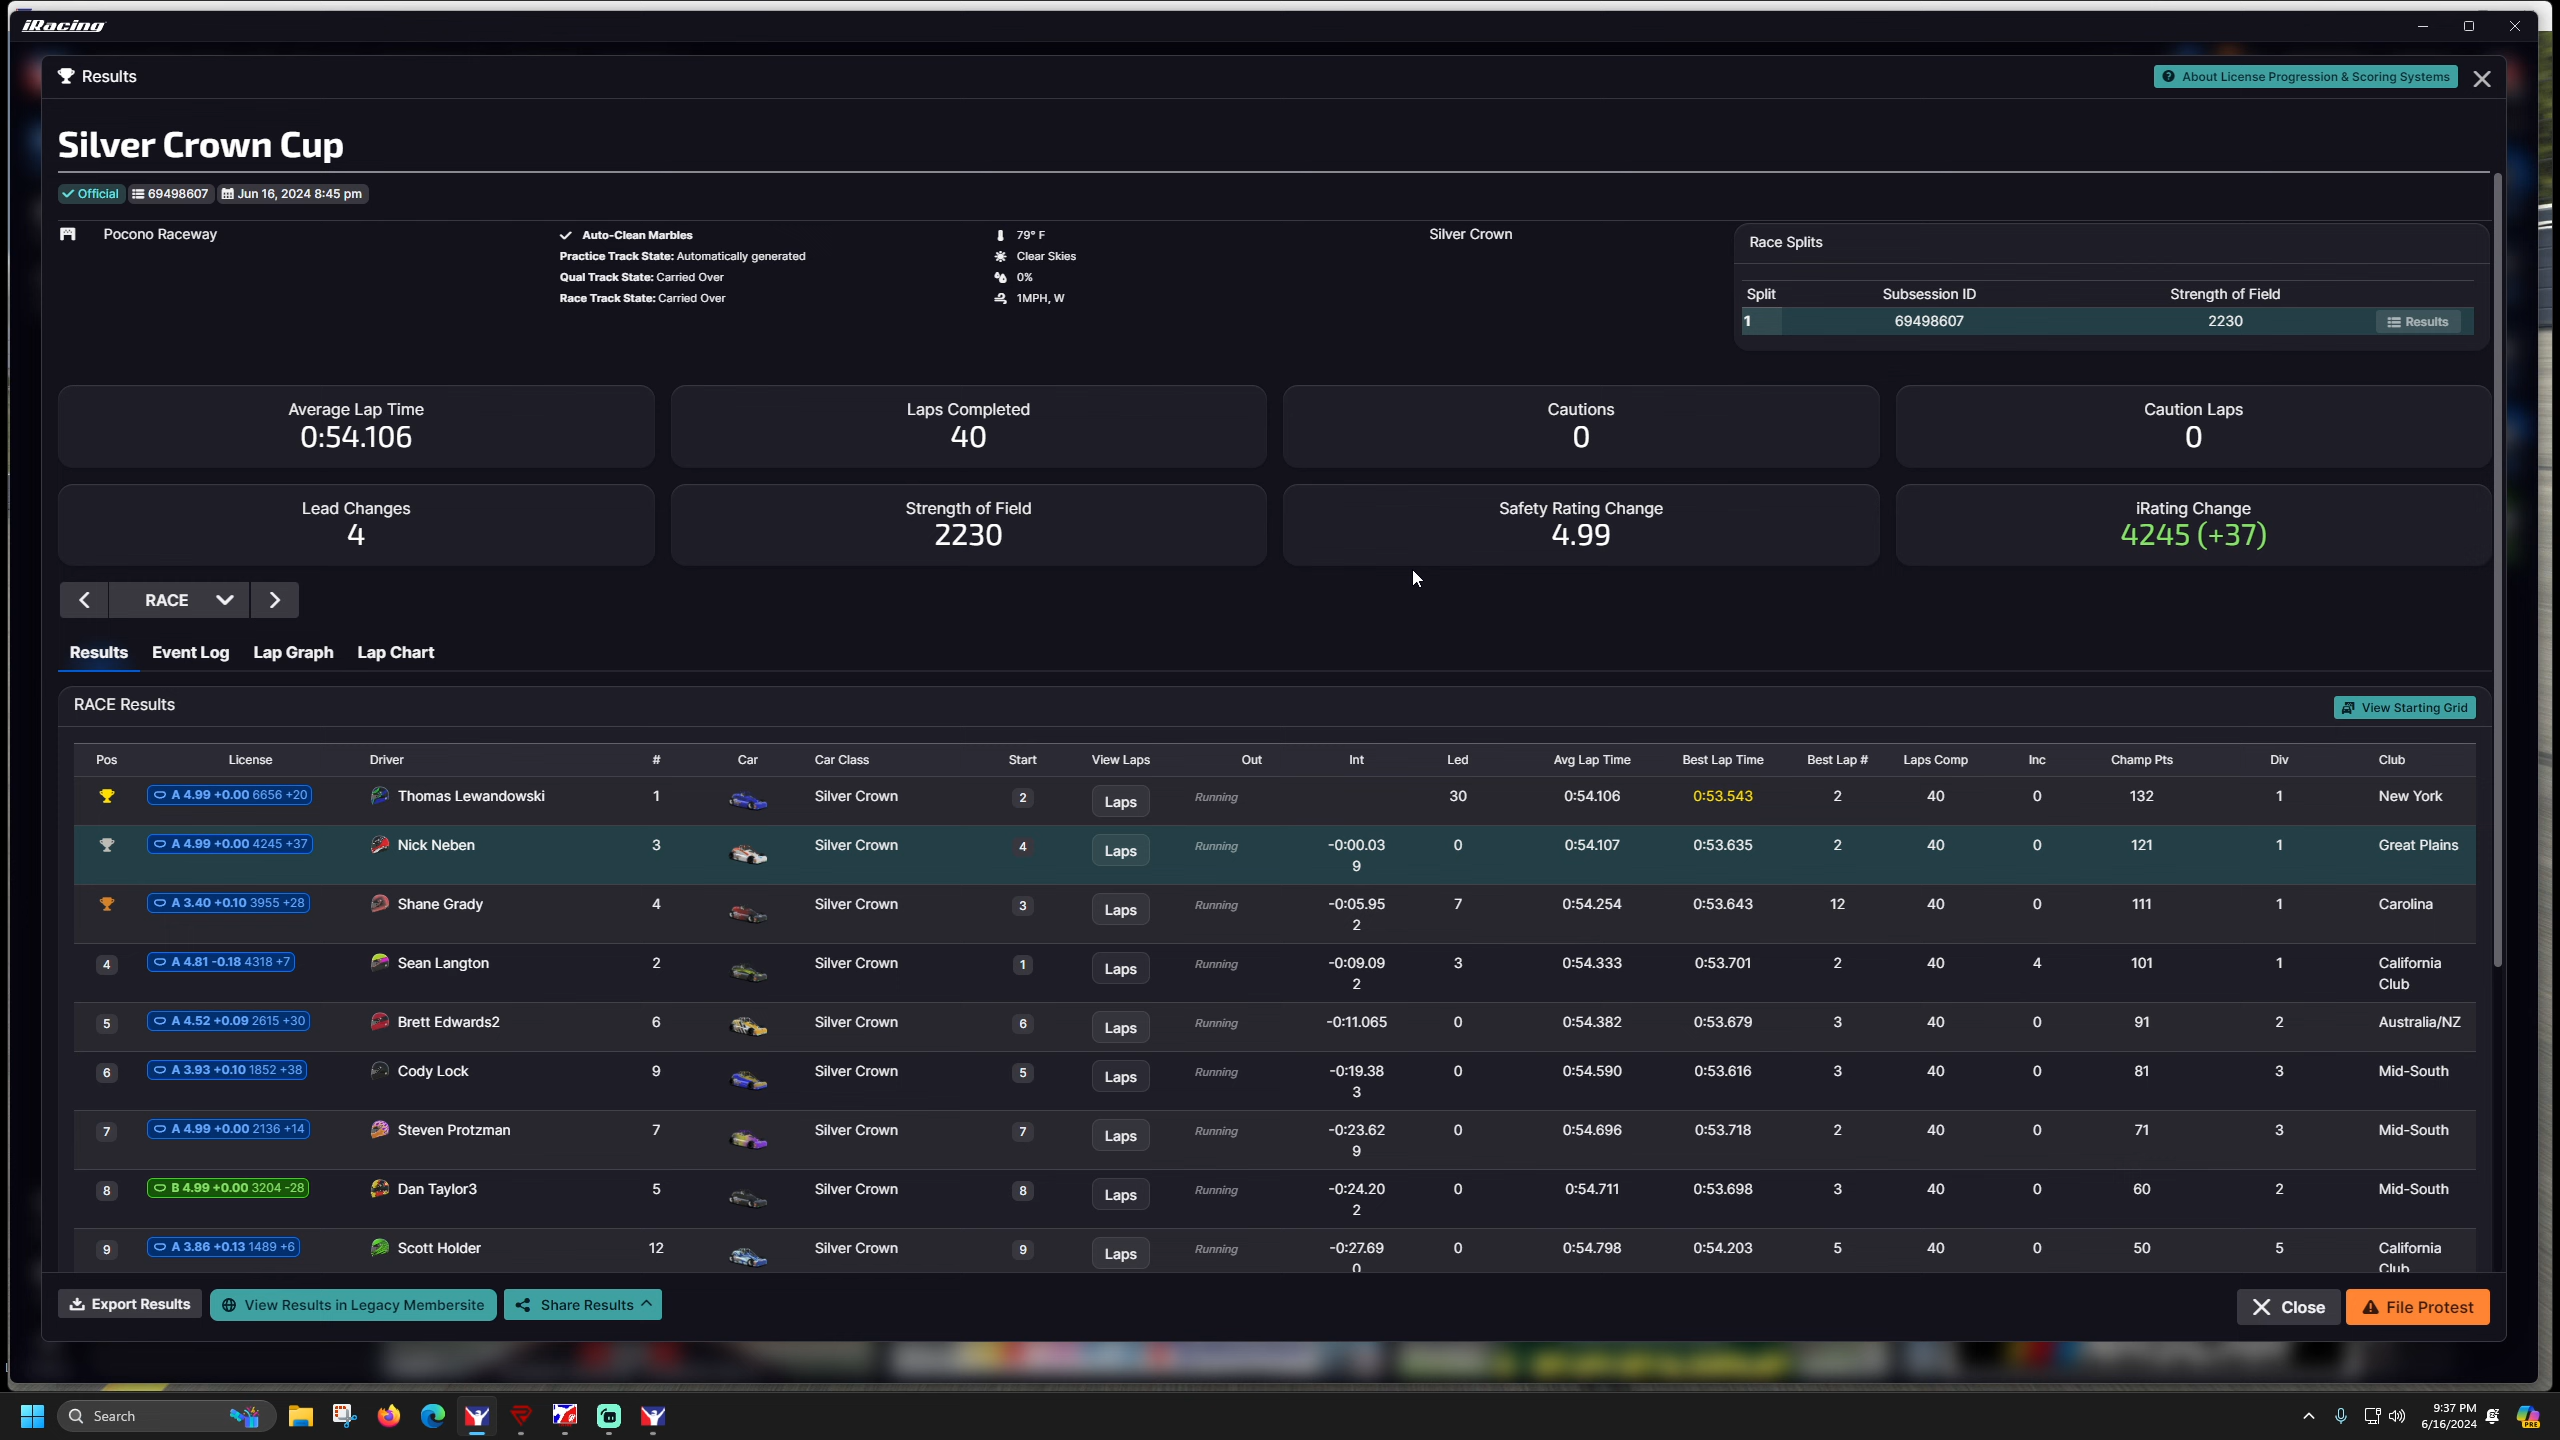 iRacing
Results
About License Progression & Scoring Systems
Silver Crown Cup
Official 69498607 Jun 16, 2024 8:45 pm
Pocono Raceway
Auto-Clean Marbles
Practice Track State: Automatically generated
Qual Track State: Carried Over
Race Track State: Carried Over
79° F
Clear Skies
0%
1MPH, W
Silver Crown
Race Splits
Split Subsession ID Strength of Field
1 69498607 2230 Results
Average Lap Time
0:54.106
Laps Completed
40
Cautions
0
Caution Laps
0
Lead Changes
4
Strength of Field
2230
Safety Rating Change
4.99
iRating Change
4245 (+37)
RACE
Results Event Log Lap Graph Lap Chart
RACE Results
View Starting Grid
Pos License Driver # Car Car Class Start View Laps Out Int Led Avg Lap Time Best Lap Time Best Lap # Laps Comp Inc Champ Pts Div Club
A 4.99 +0.00 6656 +20 Thomas Lewandowski 1 Silver Crown 2 Laps Running 30 0:54.106 0:53.543 2 40 0 132 1 New York
A 4.99 +0.00 4245 +37 Nick Neben 3 Silver Crown 4 Laps Running -0:00.03 0 0:54.107 0:53.635 2 40 0 121 1 Great Plains
9
A 3.40 +0.10 3955 +28 Shane Grady 4 Silver Crown 3 Laps Running -0:05.95 7 0:54.254 0:53.643 12 40 0 111 1 Carolina
2
4 A 4.81 -0.18 4318 +7 Sean Langton 2 Silver Crown 1 Laps Running -0:09.09 3 0:54.333 0:53.701 2 40 4 101 1 California
2 Club
5 A 4.52 +0.09 2615 +30 Brett Edwards2 6 Silver Crown 6 Laps Running -0:11.065 0 0:54.382 0:53.679 3 40 0 91 2 Australia/NZ
6 A 3.93 +0.10 1852 +38 Cody Lock 9 Silver Crown 5 Laps Running -0:19.38 0 0:54.590 0:53.616 3 40 0 81 3 Mid-South
3
7 A 4.99 +0.00 2136 +14 Steven Protzman 7 Silver Crown 7 Laps Running -0:23.62 0 0:54.696 0:53.718 2 40 0 71 3 Mid-South
9
8 B 4.99 +0.00 3204 -28 Dan Taylor3 5 Silver Crown 8 Laps Running -0:24.20 0 0:54.711 0:53.698 3 40 0 60 2 Mid-South
2
9 A 3.86 +0.13 1489 +6 Scott Holder 12 Silver Crown 9 Laps Running -0:27.69 0 0:54.798 0:54.203 5 40 0 50 5 California
0 Club
Export Results View Results in Legacy Membersite Share Results Close File Protest
Search
9:37 PM
6/16/2024
PRE